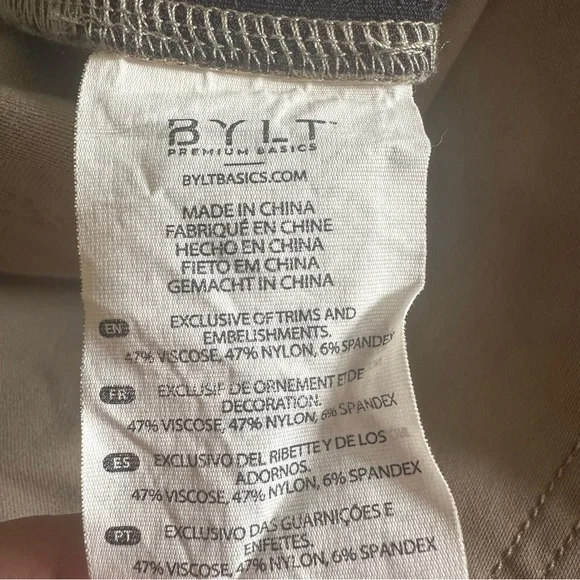 BYLT™
PREMIUM BASICS
BYLTBASICS.COM
MADE IN CHINA
FABRIQUÉ EN CHINE
HECHO EN CHINA
FIETO EM CHINA
GEMACHT IN CHINA
EN EXCLUSIVE OF TRIMS AND
EMBELISHMENTS.
47% VISCOSE, 47% NYLON, 6% SPANDEX
FR EXCLUSIF DE ORNEMENT ET DE
DECORATION.
47% VISCOSE, 47% NYLON, 6% SPANDEX
ES EXCLUSIVO DEL RIBETTE Y DE LOS
ADORNOS.
47% VISCOSE, 47% NYLON, 6% SPANDEX
PT EXCLUSIVO DAS GUARNIÇÕES E
ENFEITES.
47% VISCOSE, 47% NYLON, 6% SPANDEX